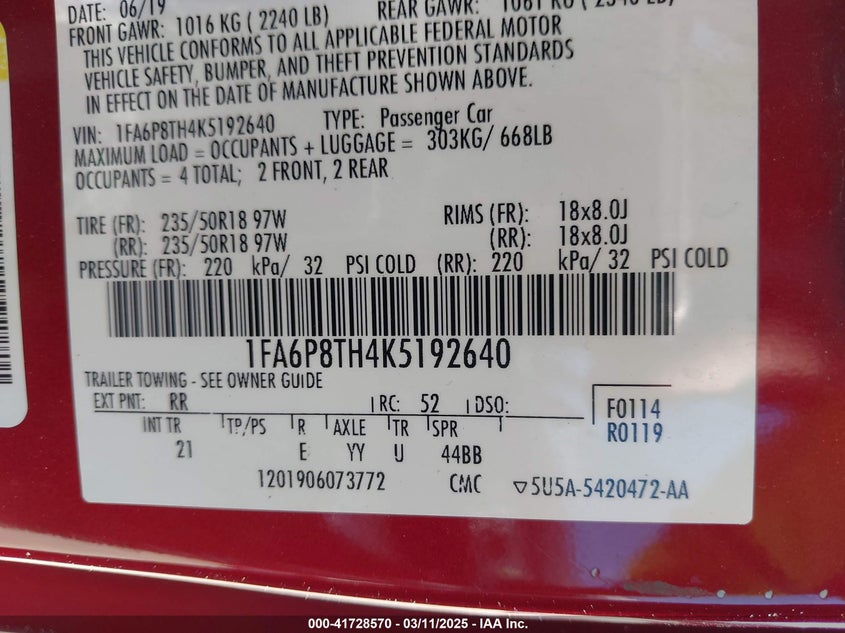 DATE: 06/19
FRONT GAWR: 1016 KG ( 2240 LB) REAR GAWR:
THIS VEHICLE CONFORMS TO ALL APPLICABLE FEDERAL MOTOR
VEHICLE SAFETY, BUMPER, AND THEFT PREVENTION STANDARDS
IN EFFECT ON THE DATE OF MANUFACTURE SHOWN ABOVE.
VIN: 1FA6P8TH4K5192640 TYPE: Passenger Car
MAXIMUM LOAD = OCCUPANTS + LUGGAGE = 303KG/ 668LB
OCCUPANTS = 4 TOTAL; 2 FRONT, 2 REAR
TIRE (FR): 235/50R18 97W RIMS (FR): 18x8.0J
(RR): 235/50R18 97W (RR): 18x8.0J
PRESSURE (FR): 220 kPa/ 32 PSI COLD (RR): 220 kPa/ 32 PSI COLD
1FA6P8TH4K5192640
TRAILER TOWING - SEE OWNER GUIDE
EXT PNT: RR RC: 52 DSO: F0114
INT TR TP/PS R AXLE TR SPR R0119
21 E YY U 44BB
1201906073772 CMC ▽5U5A-5420472-AA
000-41728570 — 03/11/2025 — IAA Inc.